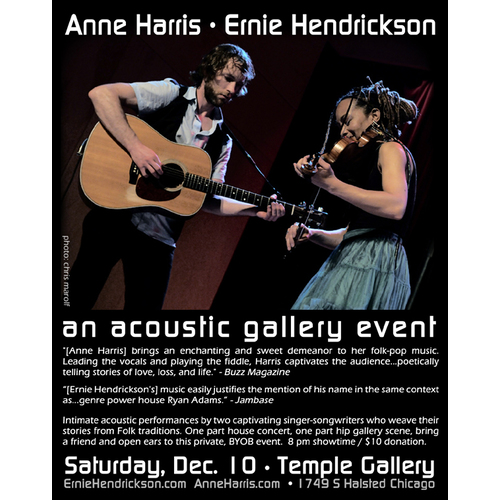 Anne Harris • Ernie Hendrickson
photo: chris marolf
an acoustic gallery event
"[Anne Harris] brings an enchanting and sweet demeanor to her folk-pop music.
Leading the vocals and playing the fiddle, Harris captivates the audience...poetically
telling stories of love, loss, and life." - Buzz Magazine
"[Ernie Hendrickson's] music easily justifies the mention of his name in the same context
as...genre power house Ryan Adams." - Jambase
Intimate acoustic performances by two captivating singer-songwriters who weave their
stories from Folk traditions. One part house concert, one part hip gallery scene, bring
a friend and open ears to this private, BYOB event. 8 pm showtime / $10 donation.
Saturday, Dec. 10 • Temple Gallery
ErnieHendrickson.com AnneHarris.com • 1749 S Halsted Chicago